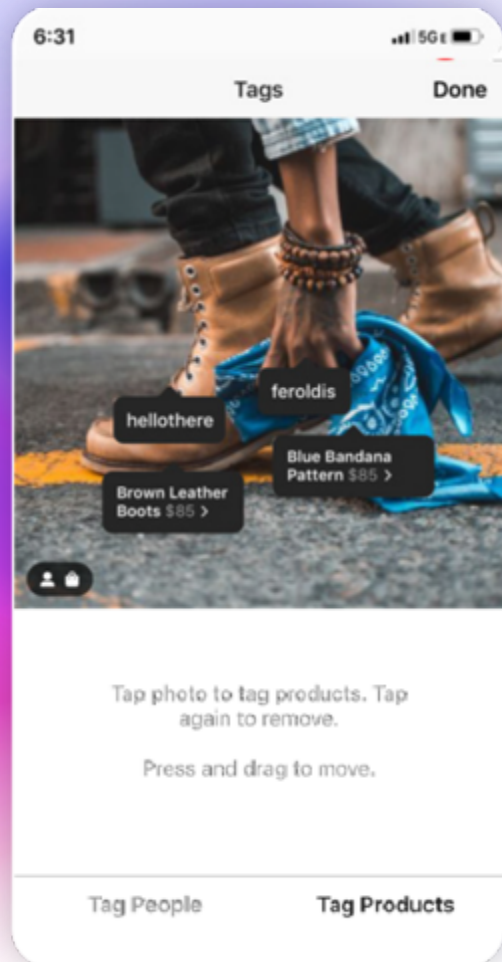 6:31 5G E
Tags Done
feroldis
hellothere
Blue Bandana
Pattern $85 >
Brown Leather
Boots $85 >
Tap photo to tag products. Tap
again to remove.
Press and drag to move.
Tag People Tag Products